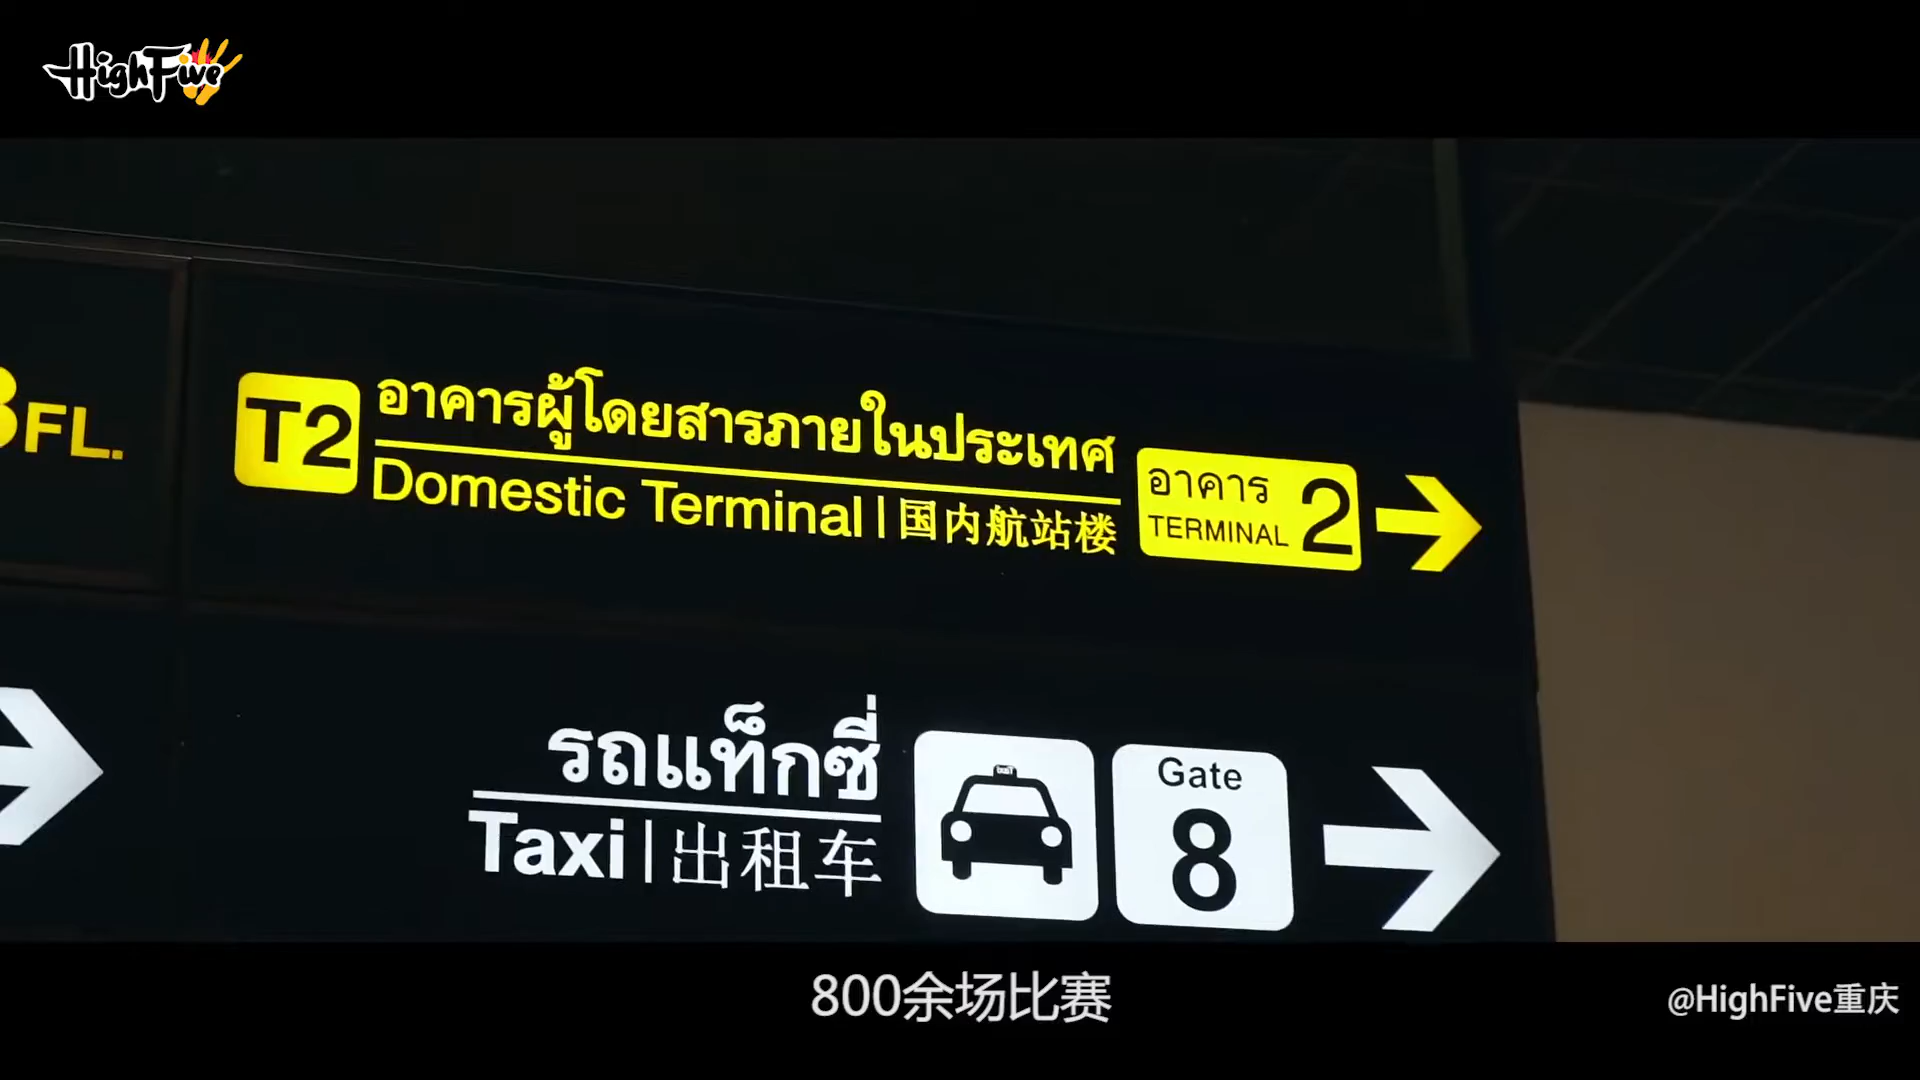 HighFive
FL.
T2
อาคารผู้โดยสารภายในประเทศ
Domestic Terminal | 国内航站楼
อาคาร
TERMINAL 2
รถแท็กซี่
Taxi | 出租车
Gate
8
800余场比赛
@HighFive重庆